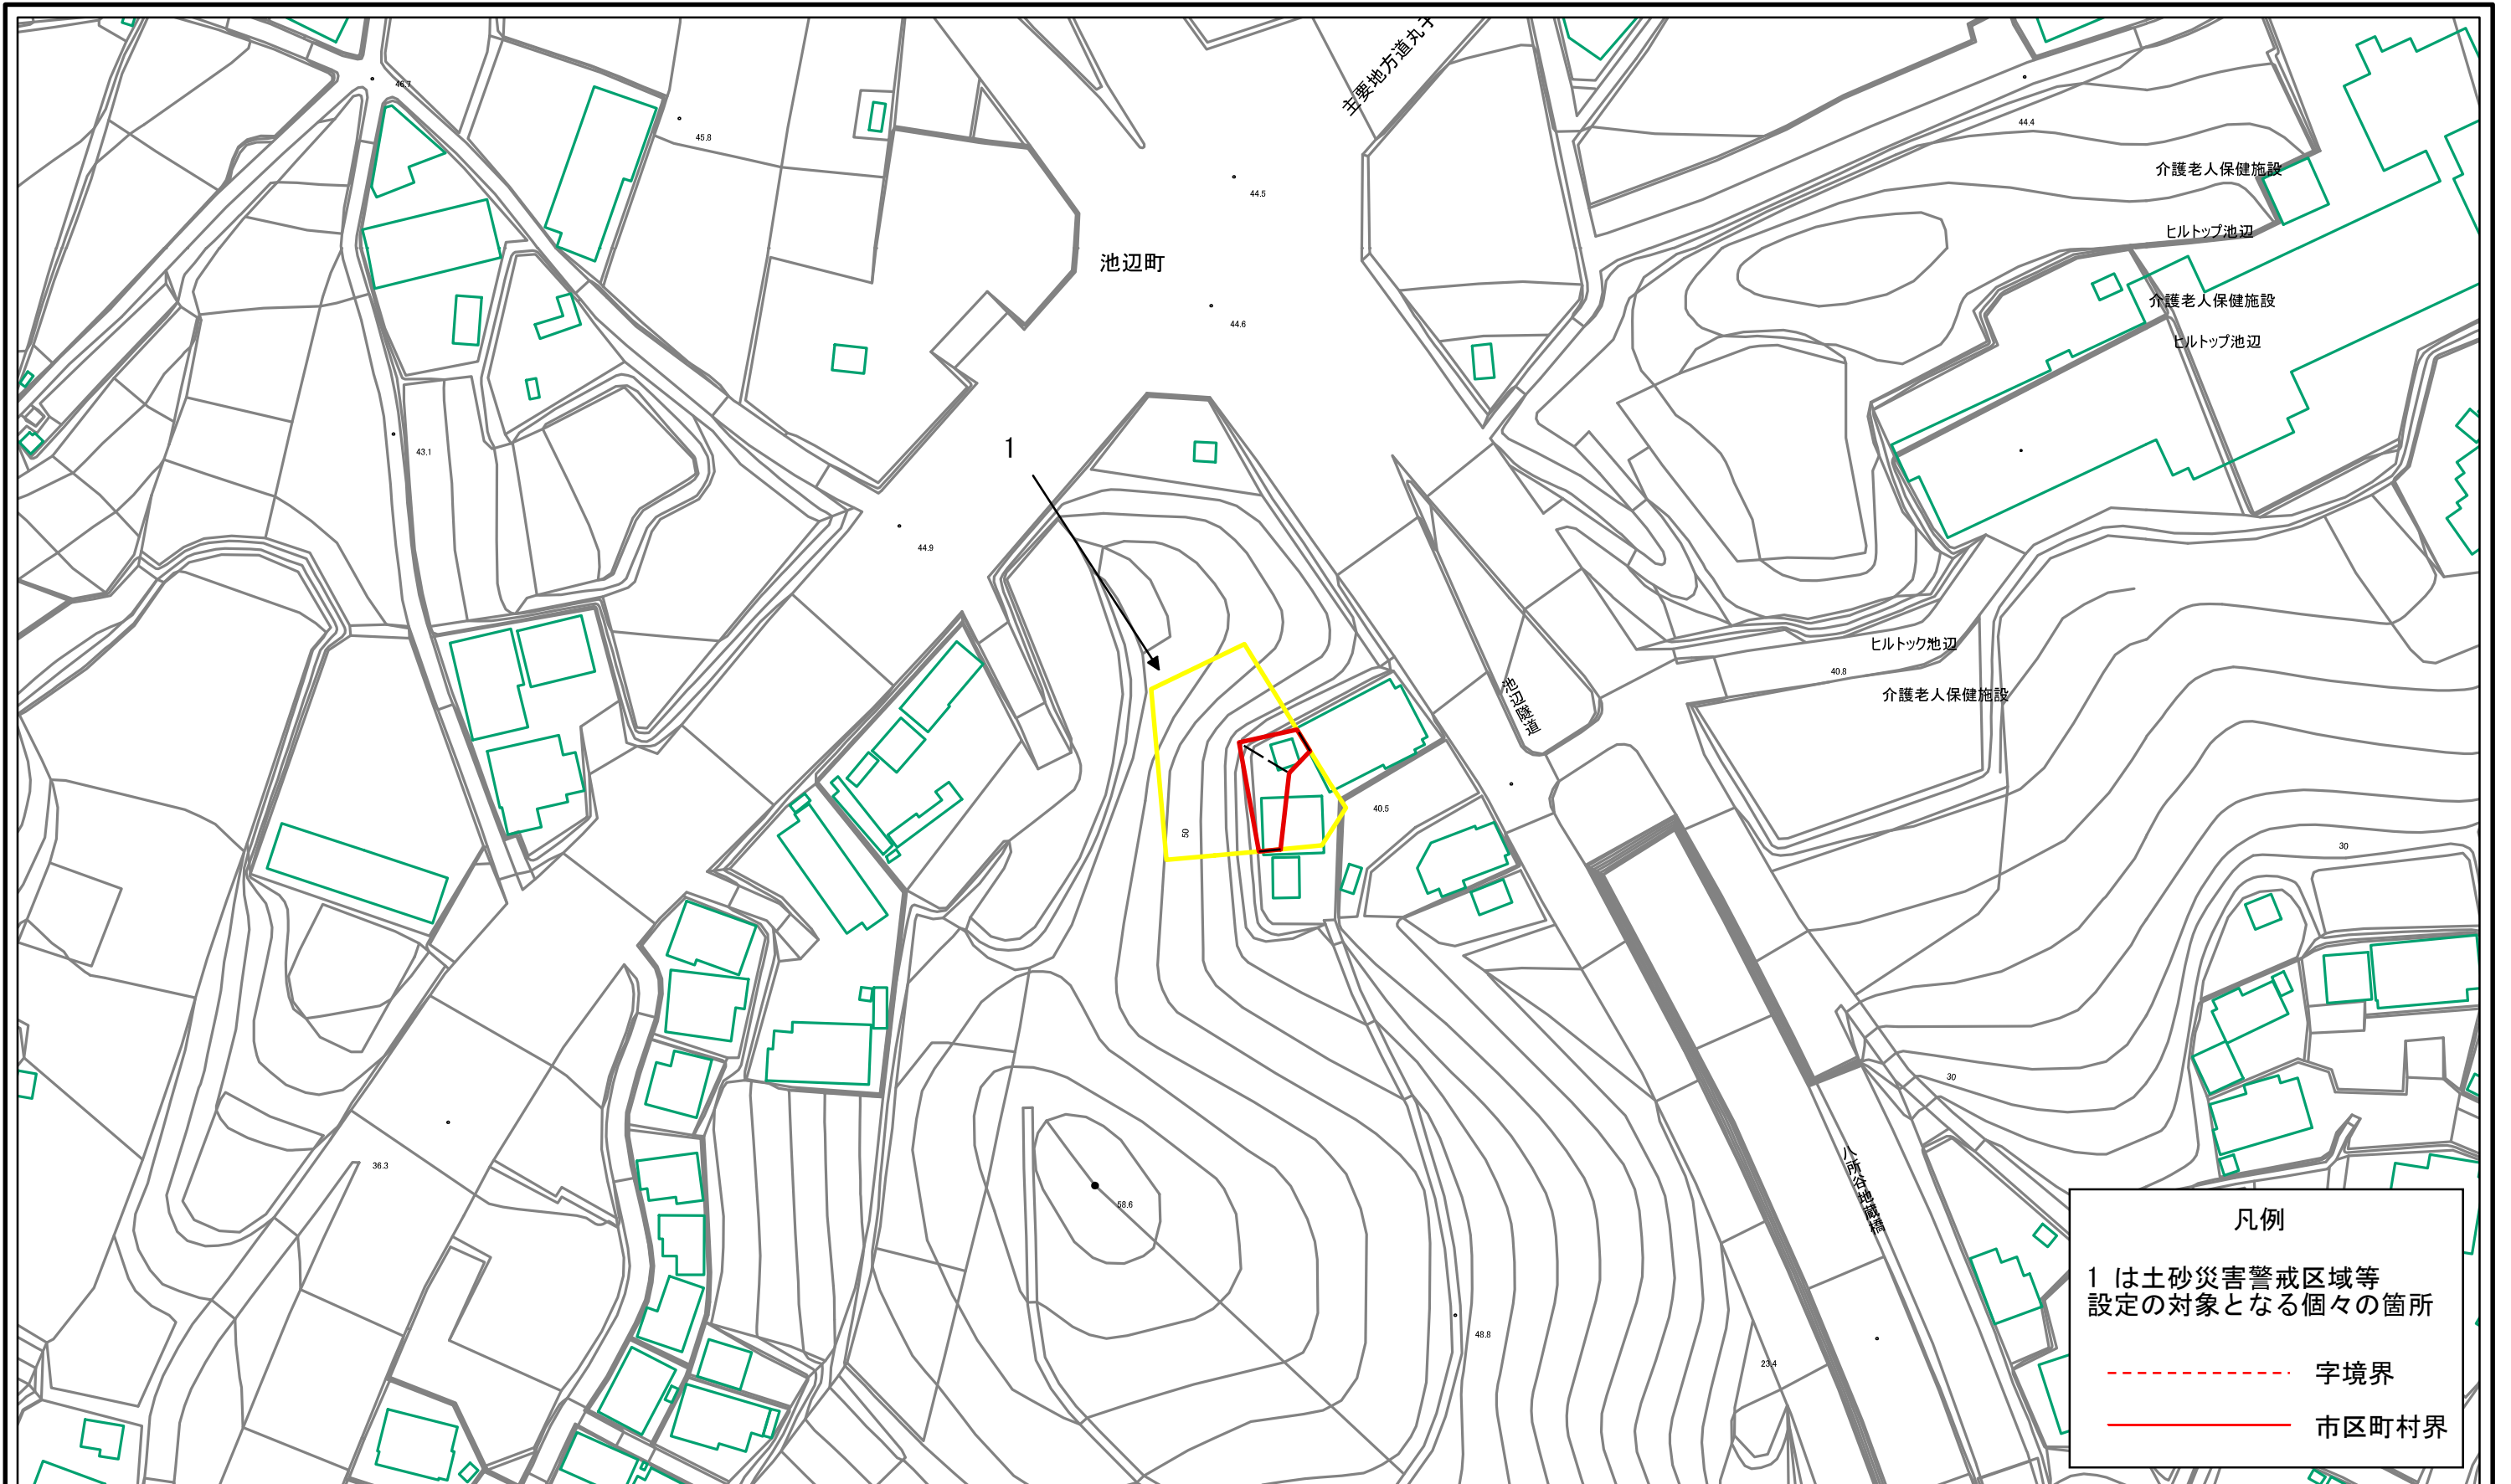 主要地方道丸子
46.7
45.8
44.4
介護老人保健施設
44.5
ヒルトップ池辺
池辺町
介護老人保健施設
44.6
ヒルトップ池辺
1
43.1
44.9
ヒルトック池辺
40.8
池辺隧道
介護老人保健施設
40.5
50
30
30
八所谷地蔵橋
36.3
58.6
48.8
23.4
凡例
1 は土砂災害警戒区域等
設定の対象となる個々の箇所
字境界
市区町村界